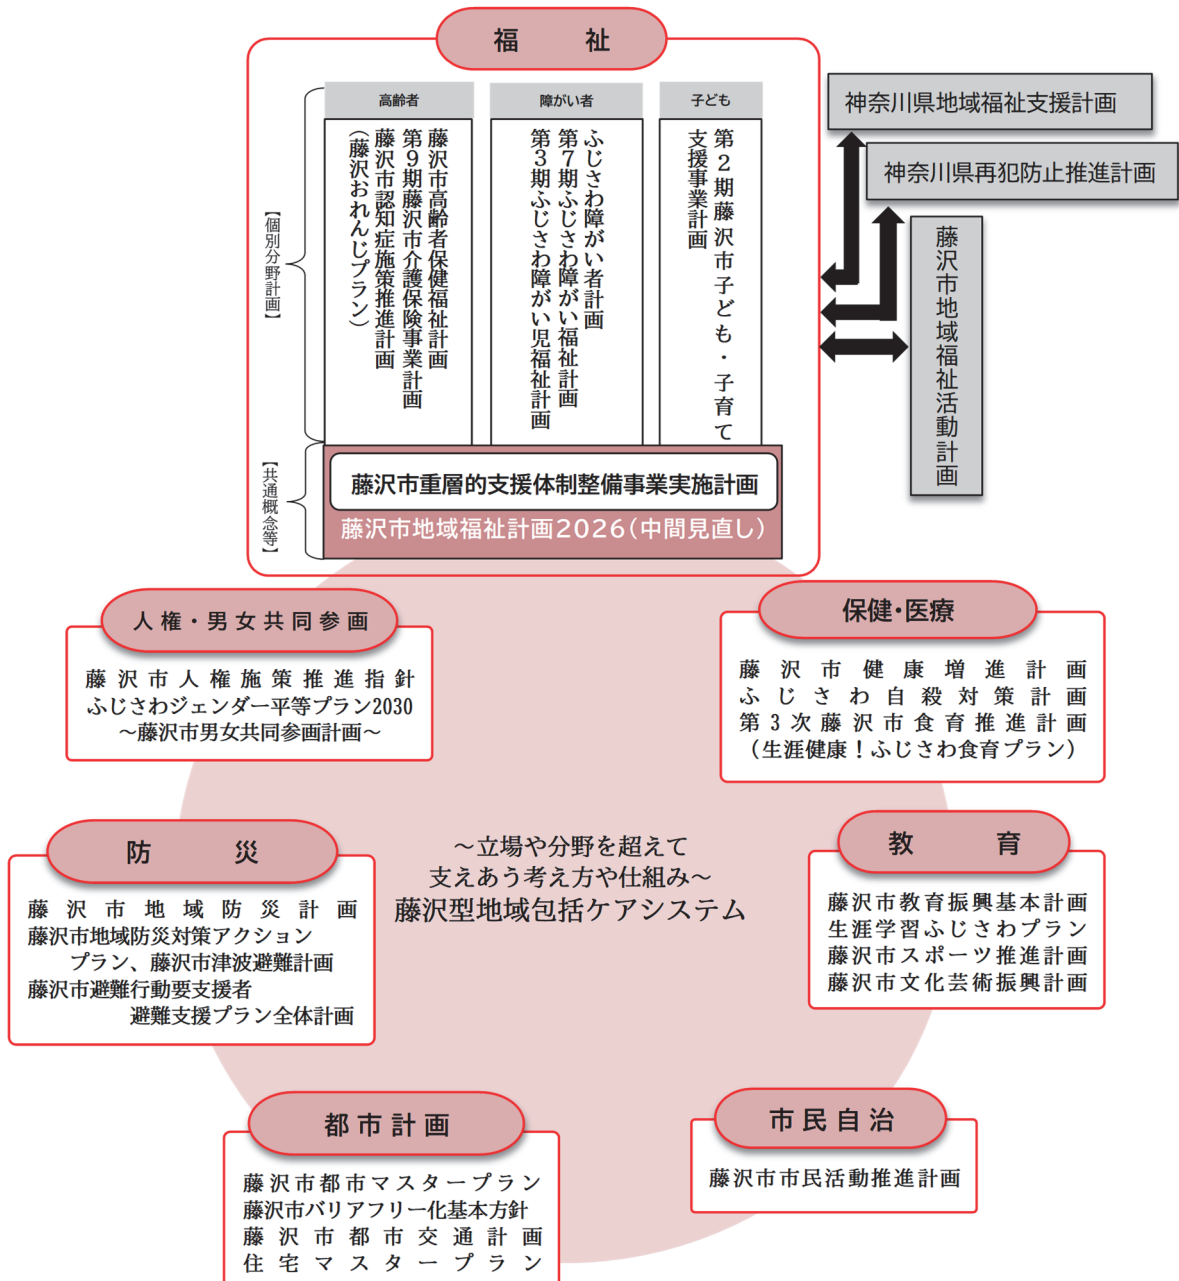 福祉
高齢者
藤沢市高齢者保健福祉計画
第9期藤沢市介護保険事業計画
藤沢市認知症施策推進計画
（藤沢おれんじプラン）
障がい者
ふじさわ障がい者計画
第7期ふじさわ障がい福祉計画
第3期ふじさわ障がい児福祉計画
子ども
第2期藤沢市子ども・子育て
支援事業計画
【個別分野計画】
【共通概念等】
藤沢市重層的支援体制整備事業実施計画
藤沢市地域福祉計画2026（中間見直し）
神奈川県地域福祉支援計画
神奈川県再犯防止推進計画
藤沢市地域福祉活動計画
人権・男女共同参画
藤沢市人権施策推進指針
ふじさわジェンダー平等プラン2030
～藤沢市男女共同参画計画～
保健・医療
藤沢市健康増進計画
ふじさわ自殺対策計画
第3次藤沢市食育推進計画
（生涯健康！ふじさわ食育プラン）
防災
藤沢市地域防災計画
藤沢市地域防災対策アクション
プラン、藤沢市津波避難計画
藤沢市避難行動要支援者
避難支援プラン全体計画
～立場や分野を超えて
支えあう考え方や仕組み～
藤沢型地域包括ケアシステム
教育
藤沢市教育振興基本計画
生涯学習ふじさわプラン
藤沢市スポーツ推進計画
藤沢市文化芸術振興計画
都市計画
藤沢市都市マスタープラン
藤沢市バリアフリー化基本方針
藤沢市都市交通計画
住宅マスタープラン
市民自治
藤沢市市民活動推進計画